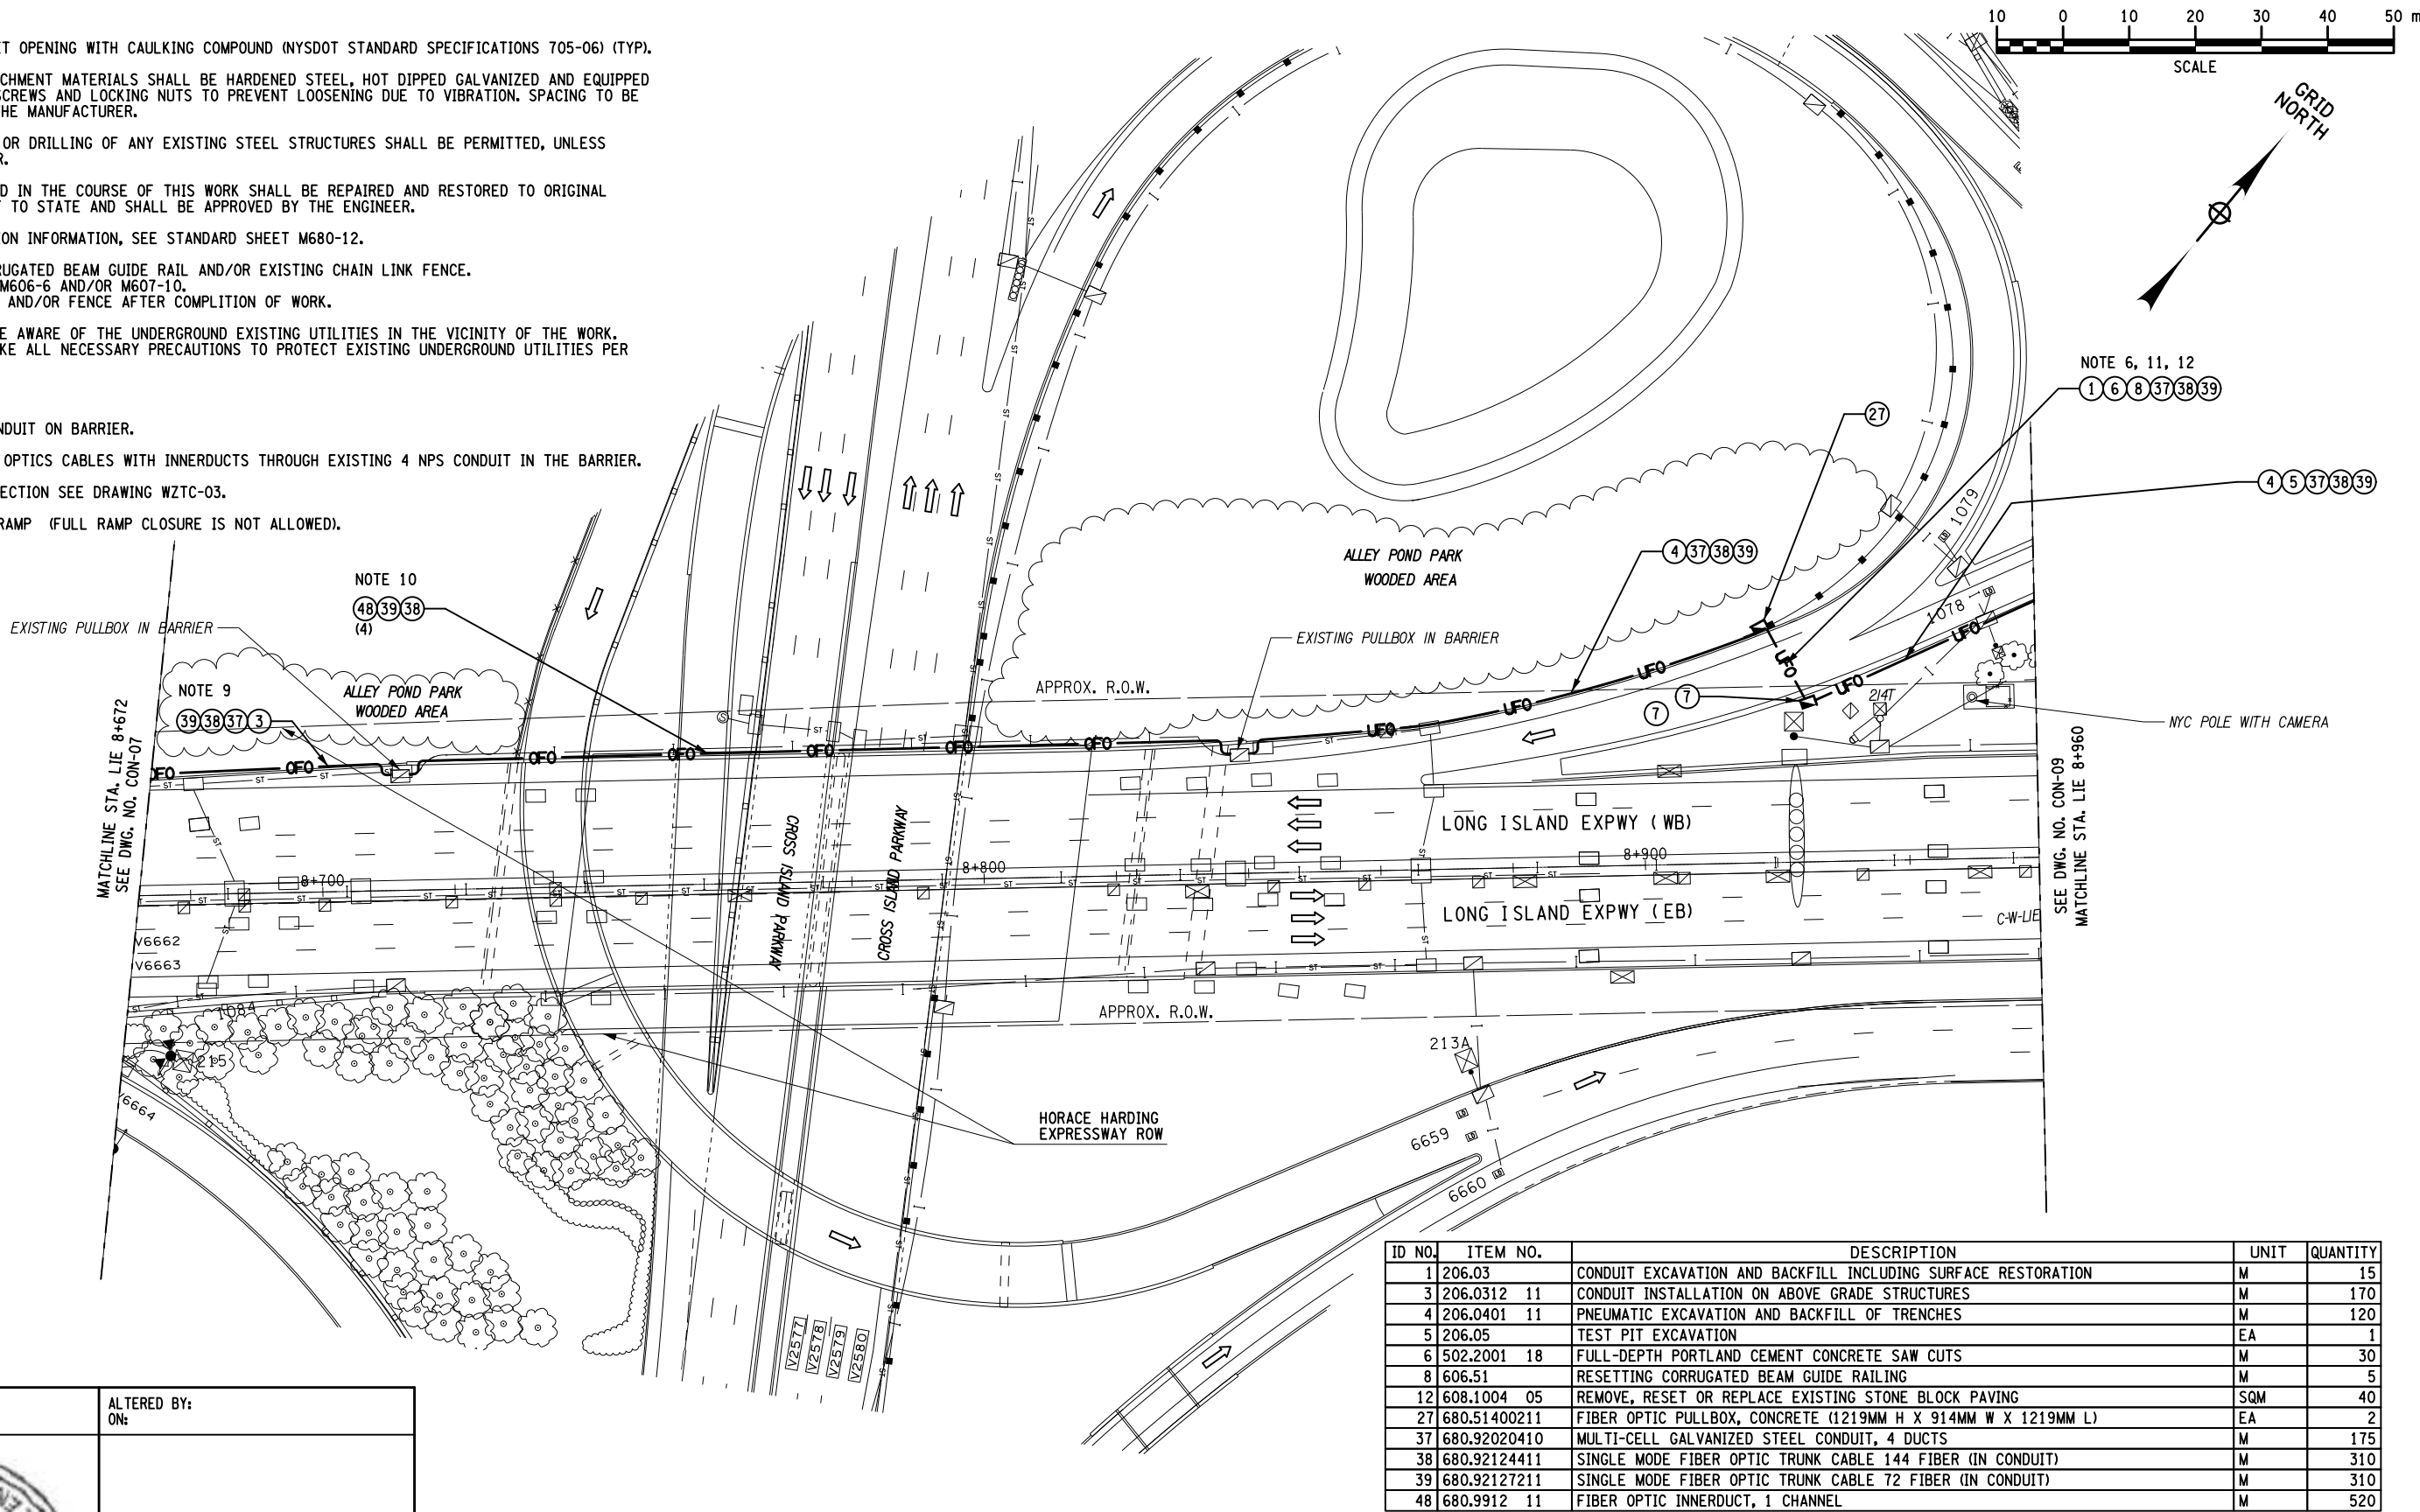 T OPENING WITH CAULKING COMPOUND (NYSDOT STANDARD SPECIFICATIONS 705-06) (TYP).
CHMENT MATERIALS SHALL BE HARDENED STEEL, HOT DIPPED GALVANIZED AND EQUIPPED
SCREWS AND LOCKING NUTS TO PREVENT LOOSENING DUE TO VIBRATION. SPACING TO BE
HE MANUFACTURER.
OR DRILLING OF ANY EXISTING STEEL STRUCTURES SHALL BE PERMITTED, UNLESS
R.
D IN THE COURSE OF THIS WORK SHALL BE REPAIRED AND RESTORED TO ORIGINAL
T TO STATE AND SHALL BE APPROVED BY THE ENGINEER.
ON INFORMATION, SEE STANDARD SHEET M680-12.
RUGATED BEAM GUIDE RAIL AND/OR EXISTING CHAIN LINK FENCE.
M606-6 AND/OR M607-10.
AND/OR FENCE AFTER COMPLITION OF WORK.
E AWARE OF THE UNDERGROUND EXISTING UTILITIES IN THE VICINITY OF THE WORK.
KE ALL NECESSARY PRECAUTIONS TO PROTECT EXISTING UNDERGROUND UTILITIES PER
NDUIT ON BARRIER.
OPTICS CABLES WITH INNERDUCTS THROUGH EXISTING 4 NPS CONDUIT IN THE BARRIER.
ECTION SEE DRAWING WZTC-03.
RAMP (FULL RAMP CLOSURE IS NOT ALLOWED).
10 0 10 20 30 40 50 m
SCALE
GRID
NORTH
NOTE 6, 11, 12
1 6 8 37 38 39
27
4 5 37 38 39
1079
1078
4 37 38 39
ALLEY POND PARK
WOODED AREA
NOTE 10
48 39 38
(4)
EXISTING PULLBOX IN BARRIER
EXISTING PULLBOX IN BARRIER
NOTE 9
39 38 37 3
ALLEY POND PARK
WOODED AREA
APPROX. R.O.W.
7
7
214T
NYC POLE WITH CAMERA
UFO UFO UFO UFO UFO UFO UFO
OFO OFO OFO OFO OFO OFO OFO
MATCHLINE STA. LIE 8+672
SEE DWG. NO. CON-07
SEE DWG. NO. CON-09
MATCHLINE STA. LIE 8+960
CROSS ISLAND PARKWAY
CROSS ISLAND PARKWAY
LONG ISLAND EXPWY (WB)
8+700
8+800
8+900
LONG ISLAND EXPWY (EB)
C-W-LIE
V6662
V6663
1084
215
V6664
APPROX. R.O.W.
213A
HORACE HARDING
EXPRESSWAY ROW
6659
6660
V2577
V2578
V2579
V2580
ID NO. ITEM NO. DESCRIPTION UNIT QUANTITY
1 206.03 CONDUIT EXCAVATION AND BACKFILL INCLUDING SURFACE RESTORATION M 15
3 206.0312 11 CONDUIT INSTALLATION ON ABOVE GRADE STRUCTURES M 170
4 206.0401 11 PNEUMATIC EXCAVATION AND BACKFILL OF TRENCHES M 120
5 206.05 TEST PIT EXCAVATION EA 1
6 502.2001 18 FULL-DEPTH PORTLAND CEMENT CONCRETE SAW CUTS M 30
8 606.51 RESETTING CORRUGATED BEAM GUIDE RAILING M 5
12 608.1004 05 REMOVE, RESET OR REPLACE EXISTING STONE BLOCK PAVING SQM 40
27 680.51400211 FIBER OPTIC PULLBOX, CONCRETE (1219MM H X 914MM W X 1219MM L) EA 2
37 680.92020410 MULTI-CELL GALVANIZED STEEL CONDUIT, 4 DUCTS M 175
38 680.92124411 SINGLE MODE FIBER OPTIC TRUNK CABLE 144 FIBER (IN CONDUIT) M 310
39 680.92127211 SINGLE MODE FIBER OPTIC TRUNK CABLE 72 FIBER (IN CONDUIT) M 310
48 680.9912 11 FIBER OPTIC INNERDUCT, 1 CHANNEL M 520
ALTERED BY:
ON: